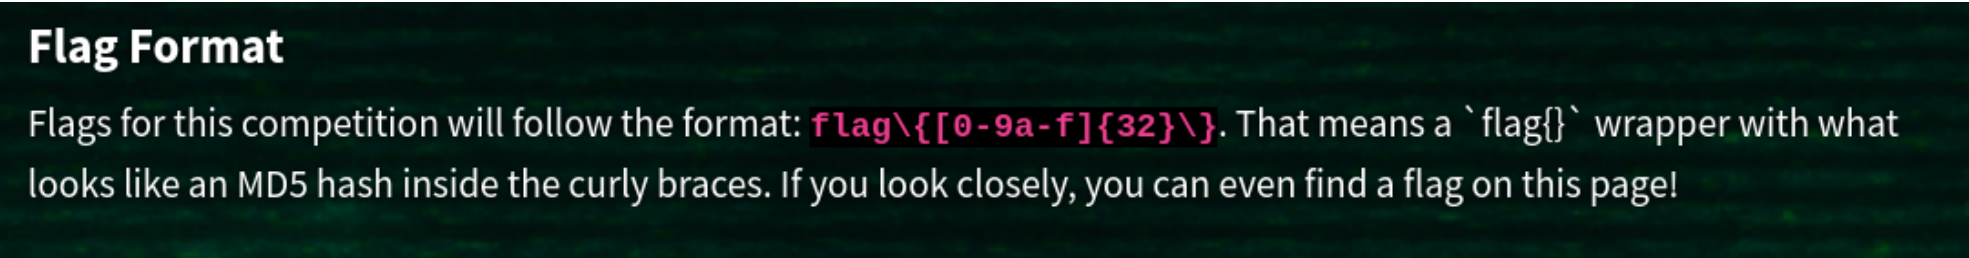 Flag Format
Flags for this competition will follow the format: flag\{[0-9a-f]{32}\}. That means a `flag{}` wrapper with what
looks like an MD5 hash inside the curly braces. If you look closely, you can even find a flag on this page!